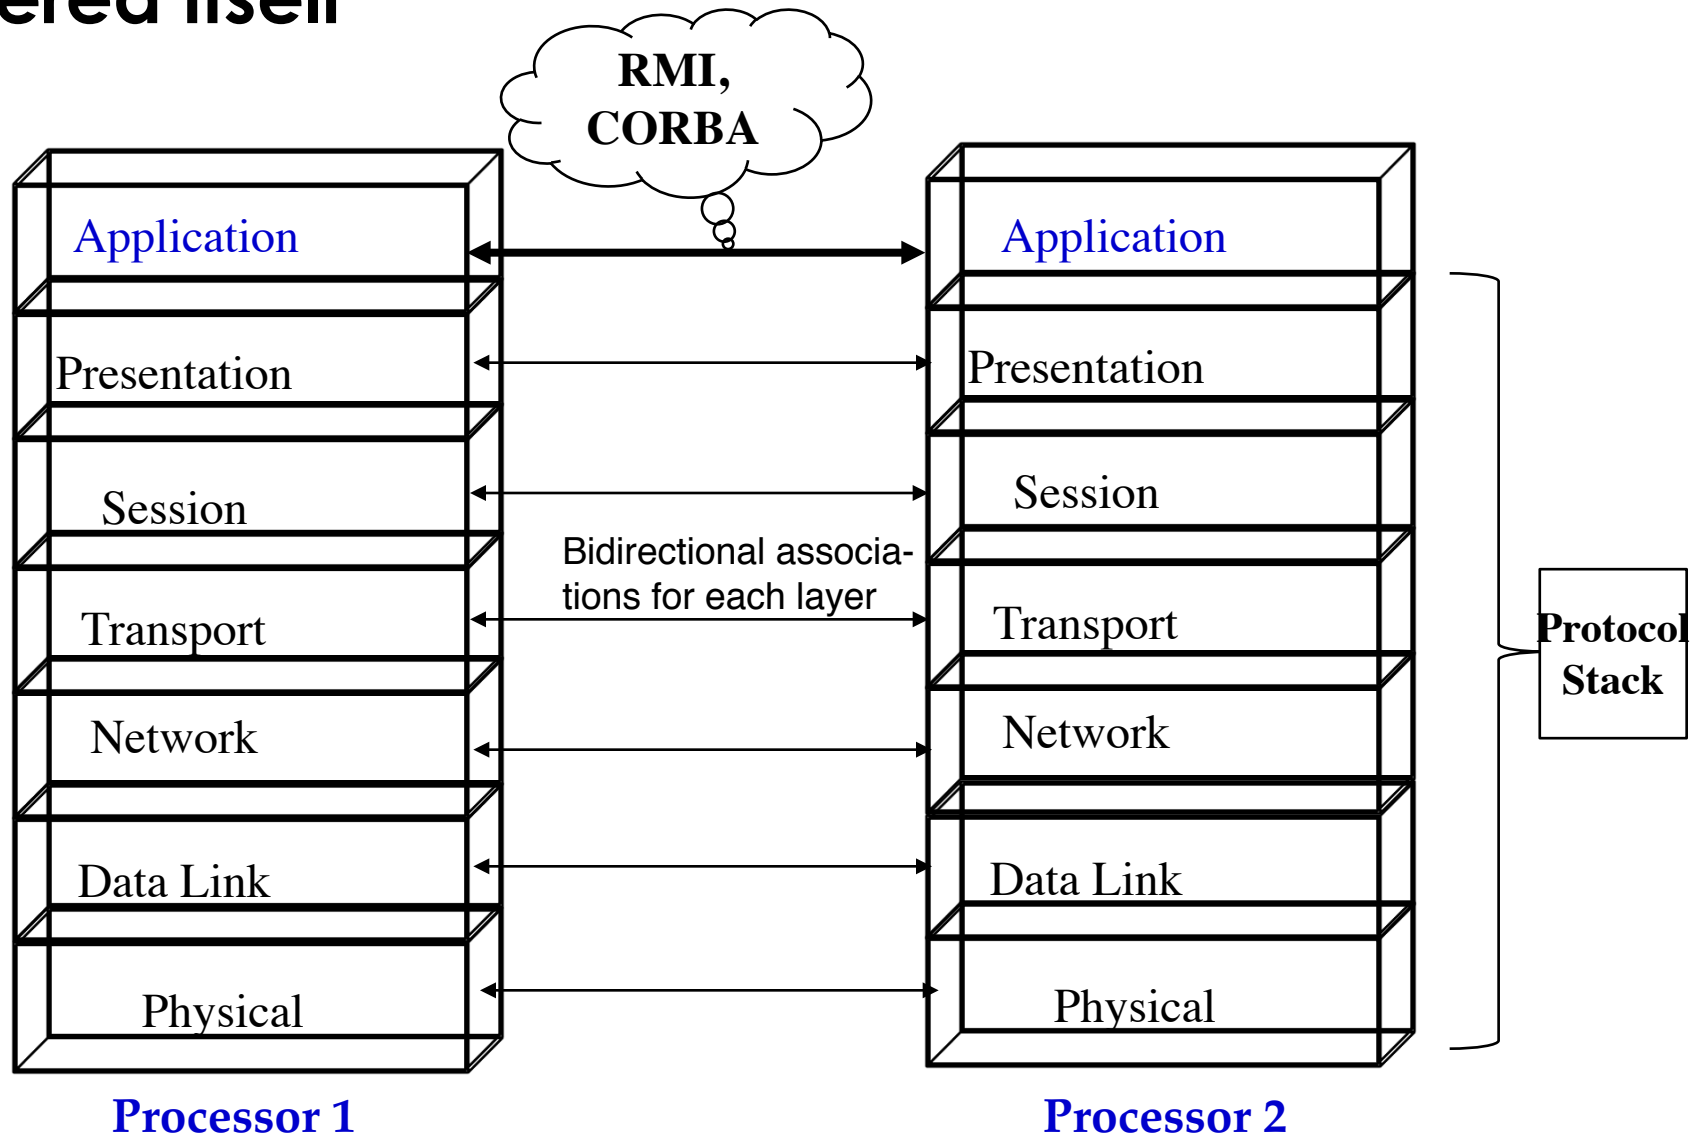 itself
RMI,
CORBA
Application
Application
Presentation
Presentation
Session
Session
Bidirectional associa-
tions for each layer
Transport
Transport
Protocol
Stack
Network
Network
Data Link
Data Link
Physical
Physical
Processor 1
Processor 2